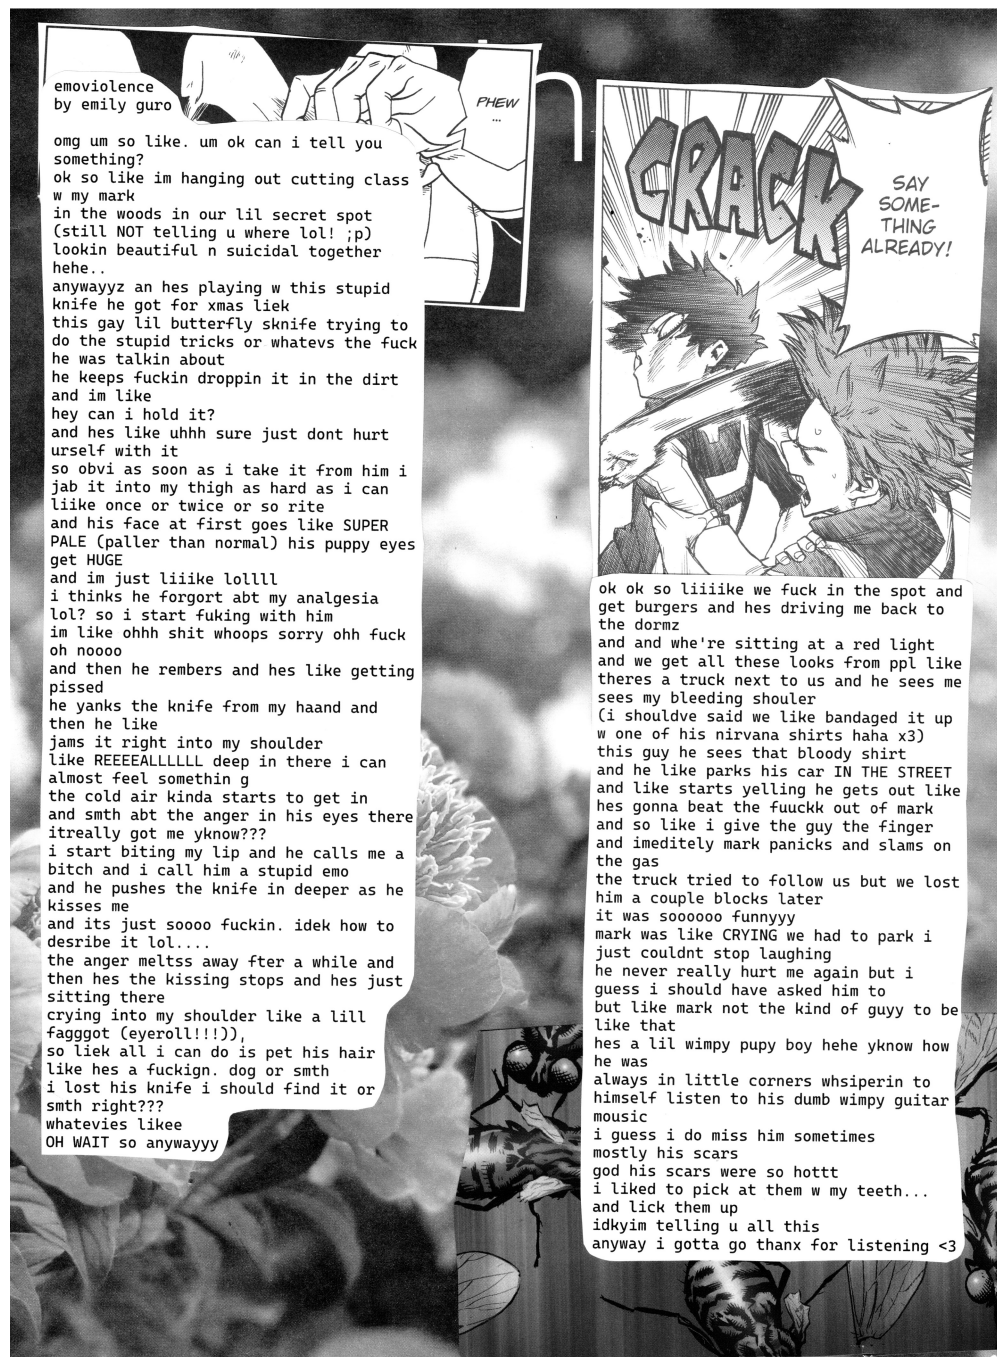 emoviolence
by emily guro
omg um so like. um ok can i tell you
something?
ok so like im hanging out cutting class
w my mark
in the woods in our lil secret spot
(still NOT telling u where lol! ;p)
lookin beautiful n suicidal together
hehe..
anywayyz an hes playing w this stupid
knife he got for xmas liek
this gay lil butterfly sknife trying to
do the stupid tricks or whatevs the fuck
he was talkin about
he keeps fuckin droppin it in the dirt
and im like
hey can i hold it?
and hes like uhhh sure just dont hurt
urself with it
so obvi as soon as i take it from him i
jab it into my thigh as hard as i can
liike once or twice or so rite
and his face at first goes like SUPER
PALE (paller than normal) his puppy eyes
get HUGE
and im just liiike lollll
i thinks he forgort abt my analgesia
lol? so i start fuking with him
im like ohhh shit whoops sorry ohh fuck
oh noooo
and then he rembers and hes like getting
pissed
he yanks the knife from my haand and
then he like
jams it right into my shoulder
like REEEEALLLLLL deep in there i can
almost feel somethin g
the cold air kinda starts to get in
and smth abt the anger in his eyes there
itreally got me yknow???
i start biting my lip and he calls me a
bitch and i call him a stupid emo
and he pushes the knife in deeper as he
kisses me
and its just soooo fuckin. idek how to
desribe it lol....
the anger meltss away fter a while and
then hes the kissing stops and hes just
sitting there
crying into my shoulder like a lill
fagggot (eyeroll!!!)),
so liek all i can do is pet his hair
like hes a fuckign. dog or smth
i lost his knife i should find it or
smth right???
whatevies likee
OH WAIT so anywayyy
PHEW
...
n
CRACK
SAY
SOME-
THING
ALREADY!
ok ok so liiiike we fuck in the spot and
get burgers and hes driving me back to
the dormz
and and whe're sitting at a red light
and we get all these looks from ppl like
theres a truck next to us and he sees me
sees my bleeding shouler
(i shouldve said we like bandaged it up
w one of his nirvana shirts haha x3)
this guy he sees that bloody shirt
and he like parks his car IN THE STREET
and like starts yelling he gets out like
hes gonna beat the fuuckk out of mark
and so like i give the guy the finger
and imeditely mark panicks and slams on
the gas
the truck tried to follow us but we lost
him a couple blocks later
it was soooooo funnyyy
mark was like CRYING we had to park i
just couldnt stop laughing
he never really hurt me again but i
guess i should have asked him to
but like mark not the kind of guyy to be
like that
hes a lil wimpy pupy boy hehe yknow how
he was
always in little corners whsiperin to
himself listen to his dumb wimpy guitar
mousic
i guess i do miss him sometimes
mostly his scars
god his scars were so hottt
i liked to pick at them w my teeth...
and lick them up
idkyim telling u all this
anyway i gotta go thanx for listening <3